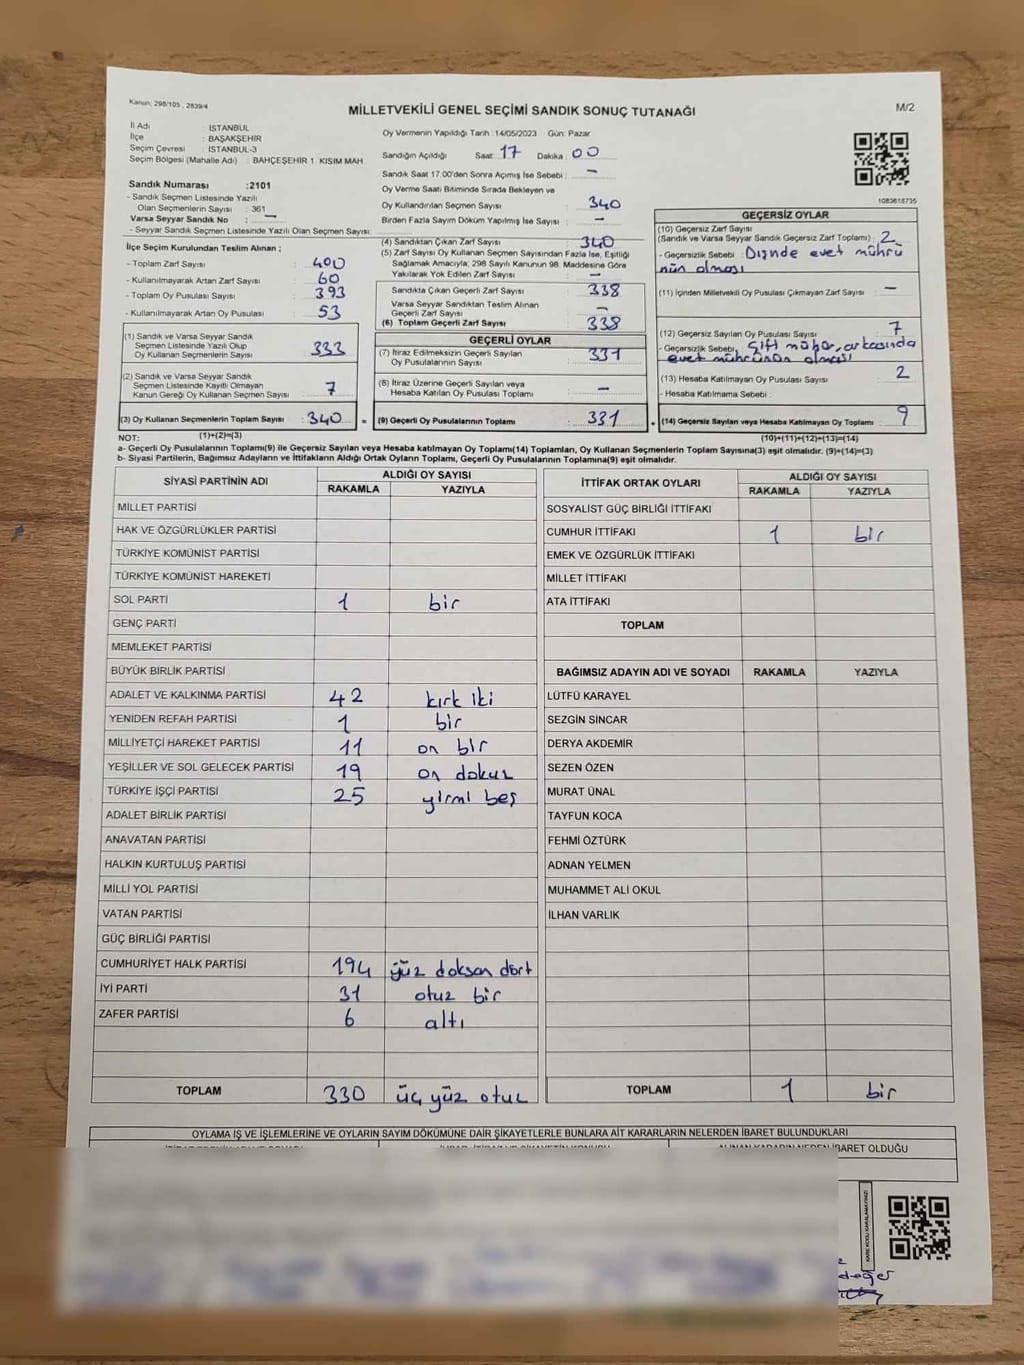 Kanun, 298/105 , 2839/4
MİLLETVEKİLİ GENEL SEÇİMİ SANDIK SONUÇ TUTANAĞI
M/2
İl Adı : İSTANBUL
İlçe : BAŞAKŞEHİR
Seçim Çevresi : İSTANBUL-3
Seçim Bölgesi (Mahalle Adı) : BAHÇEŞEHİR 1. KISIM MAH.
Sandık Numarası :2101
- Sandık Seçmen Listesinde Yazılı
Olan Seçmenlerin Sayısı : 361
Varsa Seyyar Sandık No : —
- Seyyar Sandık Seçmen Listesinde Yazılı Olan Seçmen Sayısı:
İlçe Seçim Kurulundan Teslim Alınan ;
- Toplam Zarf Sayısı : 400
- Kullanılmayarak Artan Zarf Sayısı : 60
- Toplam Oy Pusulası Sayısı : 393
- Kullanılmayarak Artan Oy Pusulası : 53
(1) Sandık ve Varsa Seyyar Sandık
Seçmen Listesinde Yazılı Olup
Oy Kullanan Seçmenlerin Sayısı : 333
(2) Sandık ve Varsa Seyyar Sandık
Seçmen Listesinde Kayıtlı Olmayan
Kanun Gereği Oy Kullanan Seçmen Sayısı : 7
(3) Oy Kullanan Seçmenlerin Toplam Sayısı : 340 =
Oy Vermenin Yapıldığı Tarih :14/05/2023 Gün: Pazar
Sandığın Açıldığı Saat: 17 Dakika : 00
Sandık Saat 17.00'den Sonra Açılmış İse Sebebi : —
Oy Verme Saati Bitiminde Sırada Bekleyen ve
Oy Kullandırılan Seçmen Sayısı : 340
Birden Fazla Sayım Döküm Yapılmış İse Sayısı : —
(4) Sandıktan Çıkan Zarf Sayısı : 340
(5) Zarf Sayısı Oy Kullanan Seçmen Sayısından Fazla İse, Eşitliği
Sağlamak Amacıyla, 298 Sayılı Kanunun 98. Maddesine Göre
Yakılarak Yok Edilen Zarf Sayısı : —
Sandıkta Çıkan Geçerli Zarf Sayısı : 338
Varsa Seyyar Sandıktan Teslim Alınan
Geçerli Zarf Sayısı : —
(6) Toplam Geçerli Zarf Sayısı : 338
GEÇERLİ OYLAR
(7) İtiraz Edilmeksizin Geçerli Sayılan
Oy Pusulalarının Sayısı : 331
(8) İtiraz Üzerine Geçerli Sayılan veya
Hesaba Katılan Oy Pusulaları Toplamı : —
(9) Geçerli Oy Pusulalarının Toplamı : 331 +
1083618735
GEÇERSİZ OYLAR
(10) Geçersiz Zarf Sayısı
(Sandık ve Varsa Seyyar Sandık Geçersiz Zarf Toplamı) : 2
- Geçersizlik Sebebi : Dışında evet mührü
nün olması
(11) İçinden Milletvekili Oy Pusulası Çıkmayan Zarf Sayısı : —
(12) Geçersiz Sayılan Oy Pusulası Sayısı : 7
- Geçersizlik Sebebi : Çift mühür, arkasında
evet mührünün olması
(13) Hesaba Katılmayan Oy Pusulası Sayısı : 2
- Hesaba Katılmama Sebebi :
(14) Geçersiz Sayılan veya Hesaba Katılmayan Oy Toplamı : 9
NOT: (1)+(2)=(3) (10)+(11)+(12)+(13)=(14)
a- Geçerli Oy Pusulalarının Toplamı(9) ile Geçersiz Sayılan veya Hesaba katılmayan Oy Toplamı(14) Toplamları, Oy Kullanan Seçmenlerin Toplam Sayısına(3) eşit olmalıdır. (9)+(14)=(3)
b- Siyasi Partilerin, Bağımsız Adayların ve İttifakların Aldığı Ortak Oyların Toplamı, Geçerli Oy Pusulalarının Toplamına(9) eşit olmalıdır.
SİYASİ PARTİNİN ADI ALDIĞI OY SAYISI
RAKAMLA YAZIYLA
MİLLET PARTİSİ
HAK VE ÖZGÜRLÜKLER PARTİSİ
TÜRKİYE KOMÜNİST PARTİSİ
TÜRKİYE KOMÜNİST HAREKETİ
SOL PARTİ 1 bir
GENÇ PARTİ
MEMLEKET PARTİSİ
BÜYÜK BİRLİK PARTİSİ
ADALET VE KALKINMA PARTİSİ 42 kırk iki
YENİDEN REFAH PARTİSİ 1 bir
MİLLİYETÇİ HAREKET PARTİSİ 11 on bir
YEŞİLLER VE SOL GELECEK PARTİSİ 19 on dokuz
TÜRKİYE İŞÇİ PARTİSİ 25 yirmi beş
ADALET BİRLİK PARTİSİ
ANAVATAN PARTİSİ
HALKIN KURTULUŞ PARTİSİ
MİLLİ YOL PARTİSİ
VATAN PARTİSİ
GÜÇ BİRLİĞİ PARTİSİ
CUMHURİYET HALK PARTİSİ 194 yüz doksan dört
İYİ PARTİ 31 otuz bir
ZAFER PARTİSİ 6 altı
TOPLAM 330 üç yüz otuz
İTTİFAK ORTAK OYLARI ALDIĞI OY SAYISI
RAKAMLA YAZIYLA
SOSYALİST GÜÇ BİRLİĞİ İTTİFAKI
CUMHUR İTTİFAKI 1 bir
EMEK VE ÖZGÜRLÜK İTTİFAKI
MİLLET İTTİFAKI
ATA İTTİFAKI
TOPLAM
BAĞIMSIZ ADAYIN ADI VE SOYADI RAKAMLA YAZIYLA
LÜTFÜ KARAYEL
SEZGİN SİNCAR
DERYA AKDEMİR
SEZEN ÖZEN
MURAT ÜNAL
TAYFUN KOCA
FEHMİ ÖZTÜRK
ADNAN YELMEN
MUHAMMET ALİ OKUL
İLHAN VARLIK
TOPLAM 1 bir
OYLAMA İŞ VE İŞLEMLERİNE VE OYLARIN SAYIM DÖKÜMÜNE DAİR ŞİKAYETLERLE BUNLARA AİT KARARLARIN NELERDEN İBARET BULUNDUKLARI
ALINAN KARARIN NEDEN İBARET OLDUĞU
KARE KODU KARALAMAYINIZ!